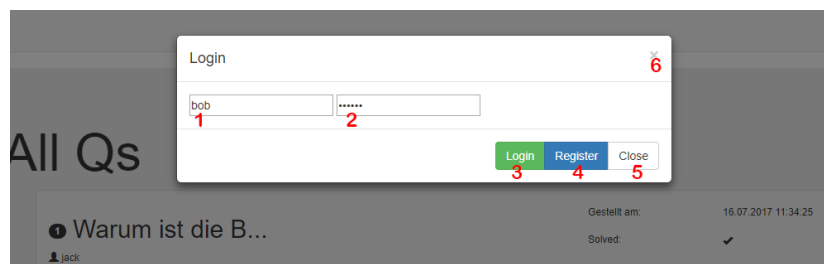 Login
×
6
bob
••••••
1
2
Login
Register
Close
3
4
5
All Qs
1 Warum ist die B...
jack
Gestellt am:
16.07.2017 11:34:25
Solved:
✔